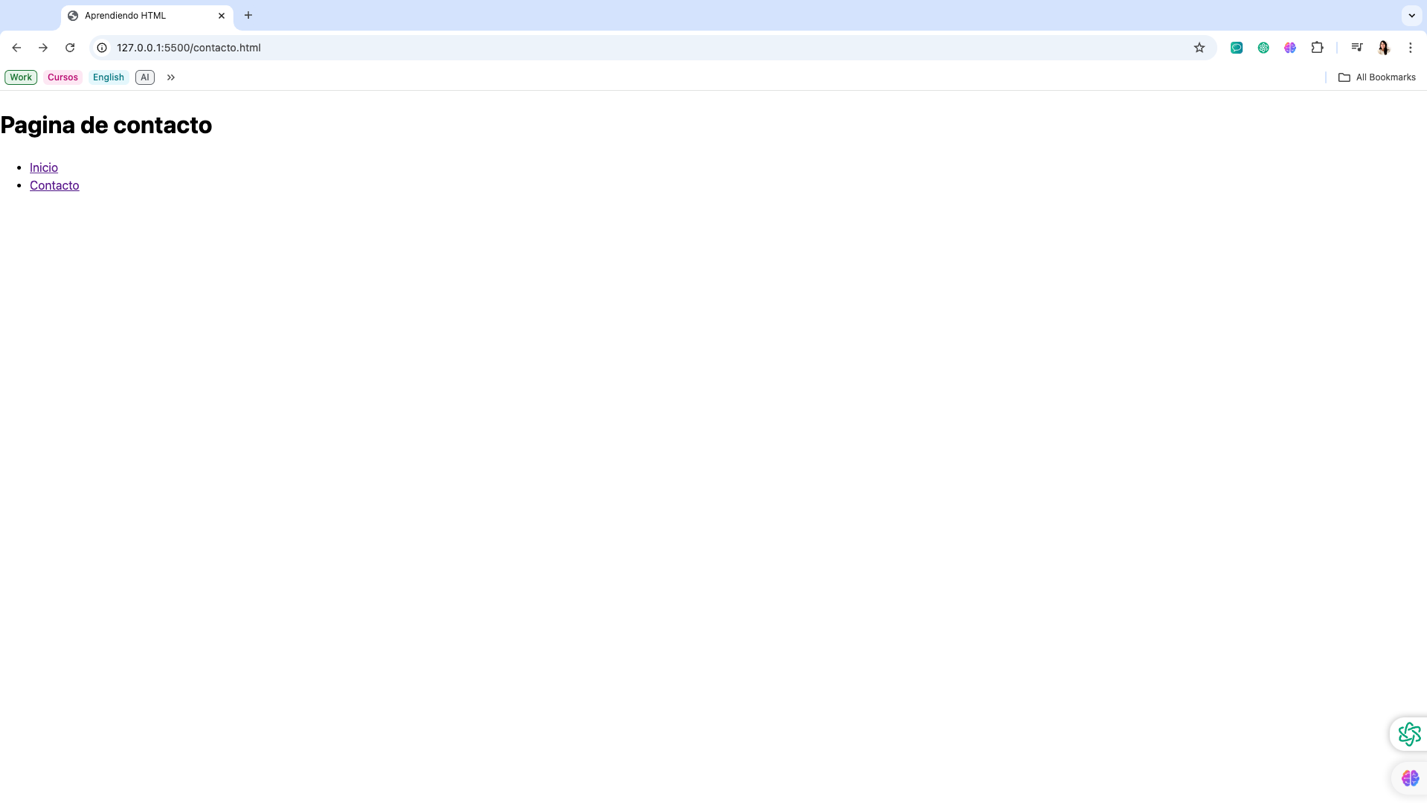 Aprendiendo HTML
127.0.0.1:5500/contacto.html
Work Cursos English AI » All Bookmarks
Pagina de contacto
Inicio
Contacto